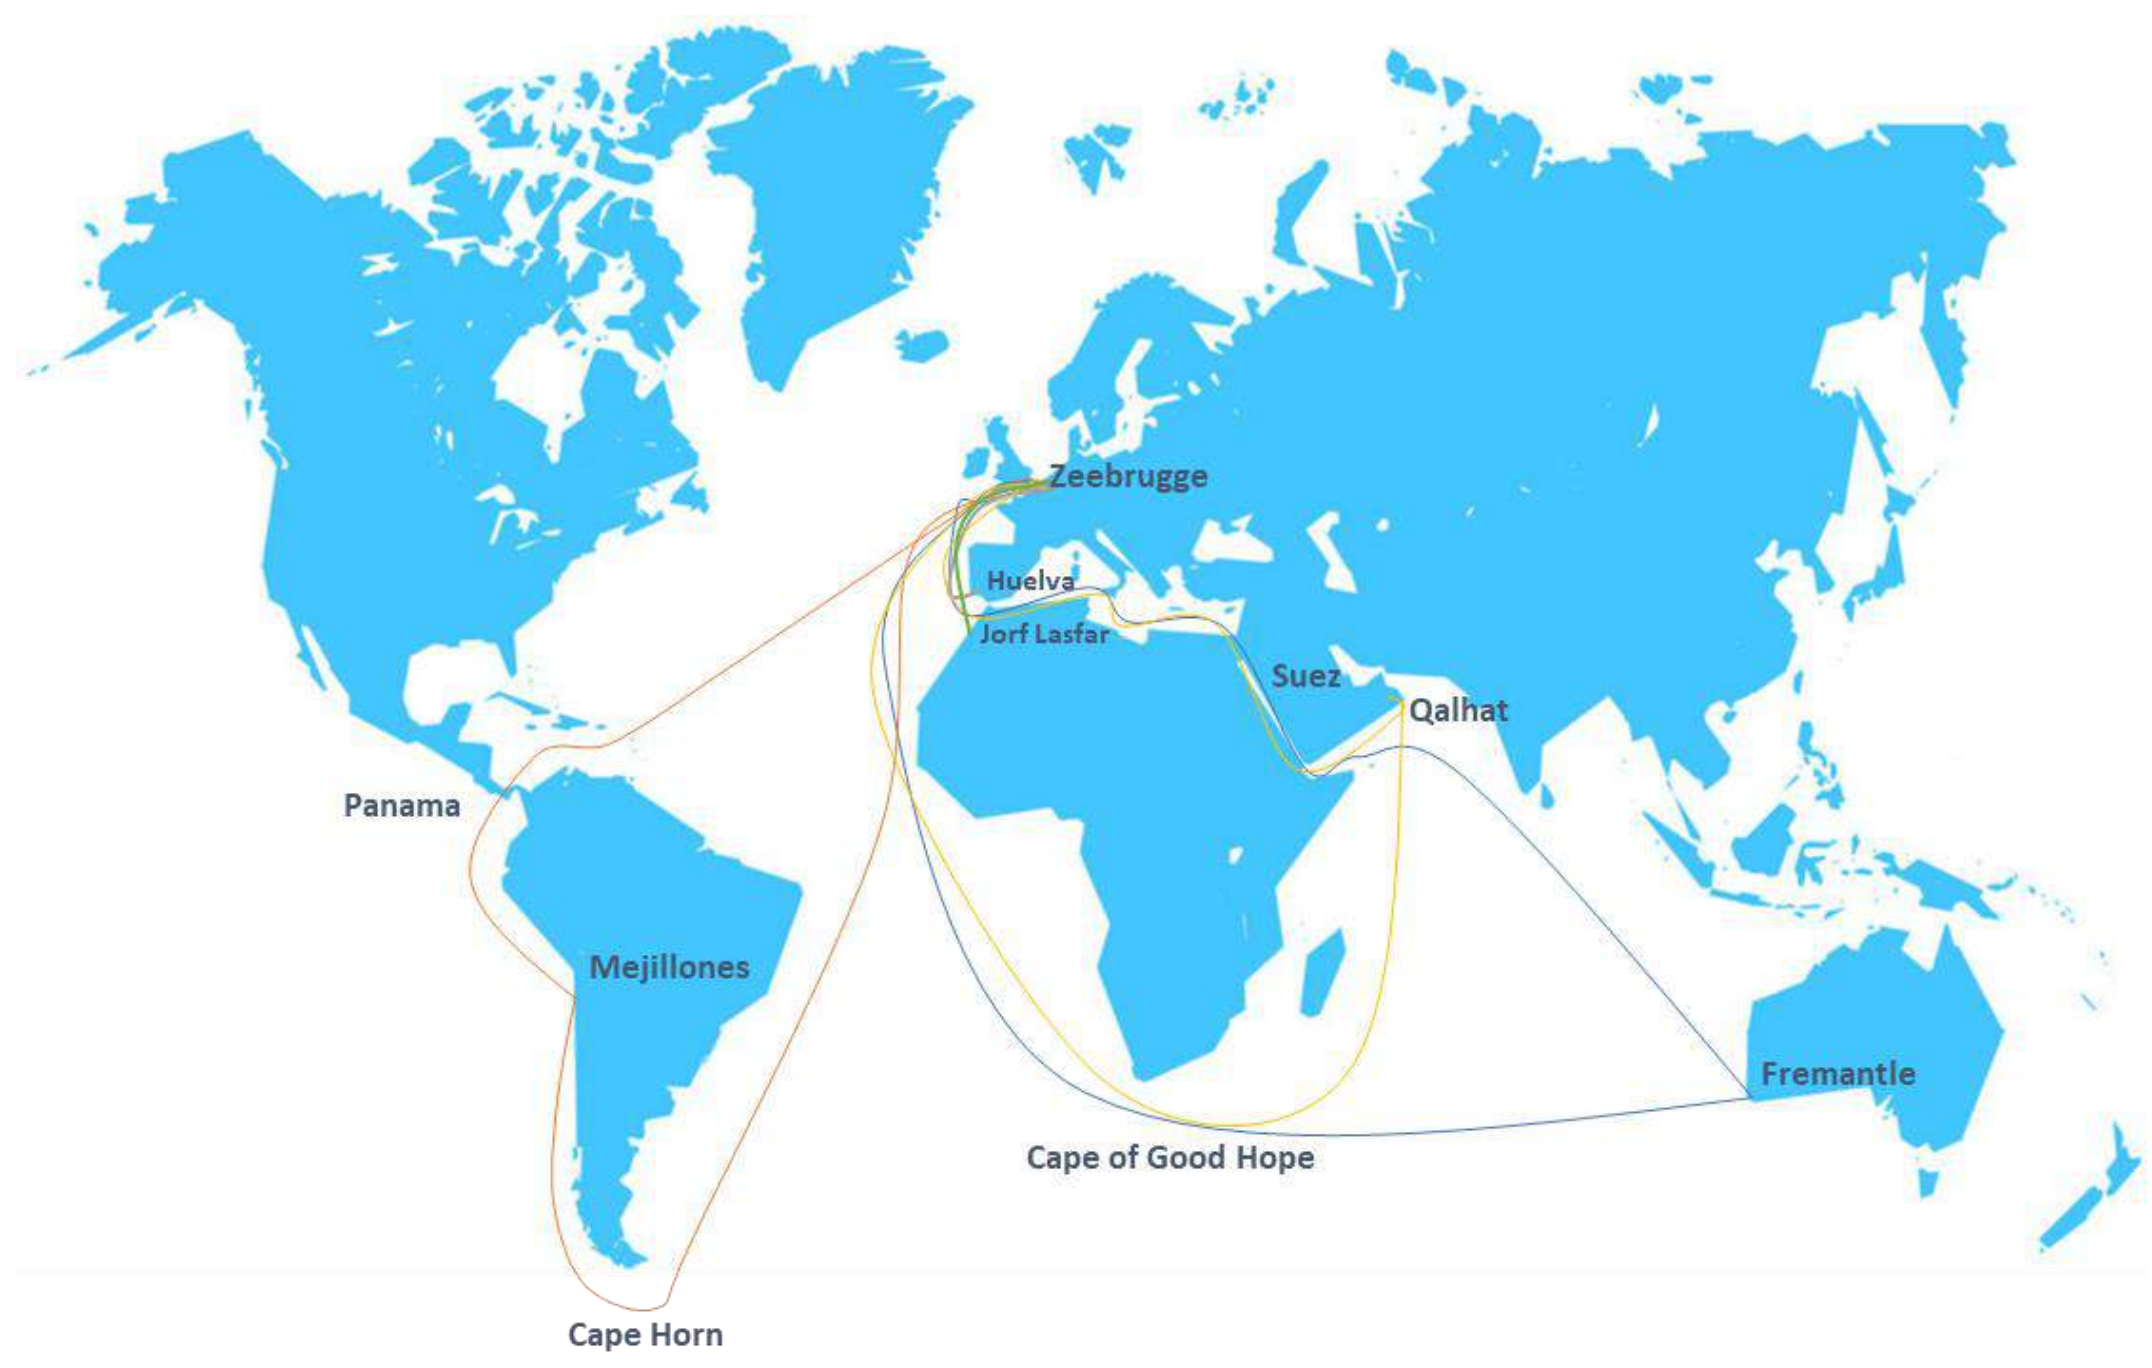 Zeebrugge
Huelva
Jorf Lasfar
Suez
Qalhat
Panama
Mejillones
Fremantle
Cape of Good Hope
Cape Horn